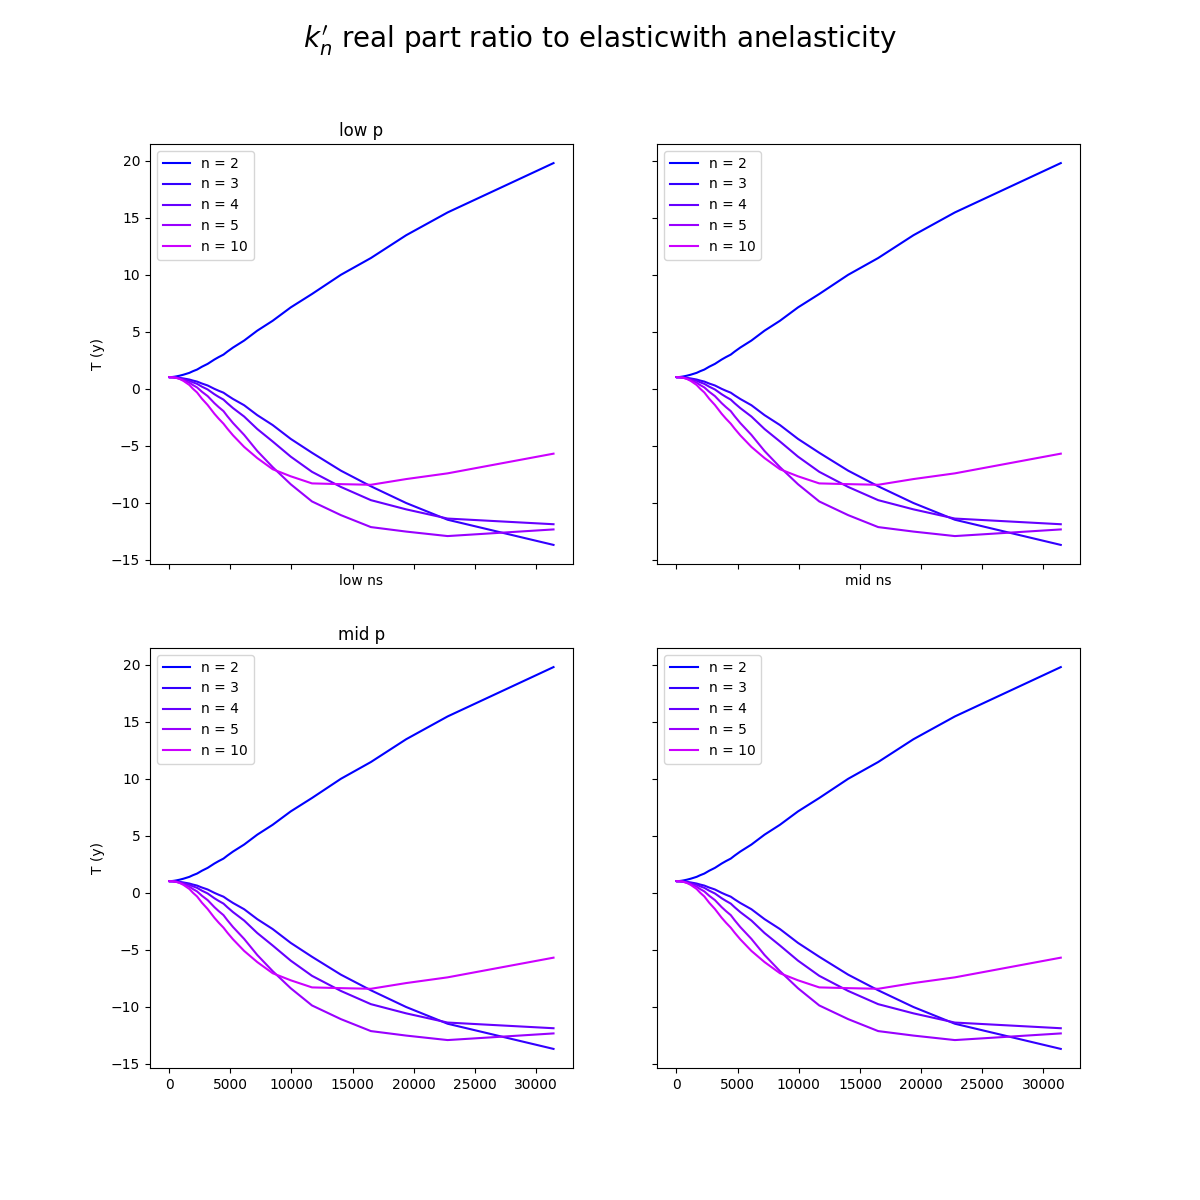 k′ₙ real part ratio to elasticwith anelasticity
low p
n = 2
n = 3
n = 4
n = 5
n = 10
n = 2
n = 3
n = 4
n = 5
n = 10
20
15
10
5
0
−5
−10
−15
T (y)
low ns
mid ns
mid p
n = 2
n = 3
n = 4
n = 5
n = 10
n = 2
n = 3
n = 4
n = 5
n = 10
20
15
10
5
0
−5
−10
−15
T (y)
0 5000 10000 15000 20000 25000 30000
0 5000 10000 15000 20000 25000 30000